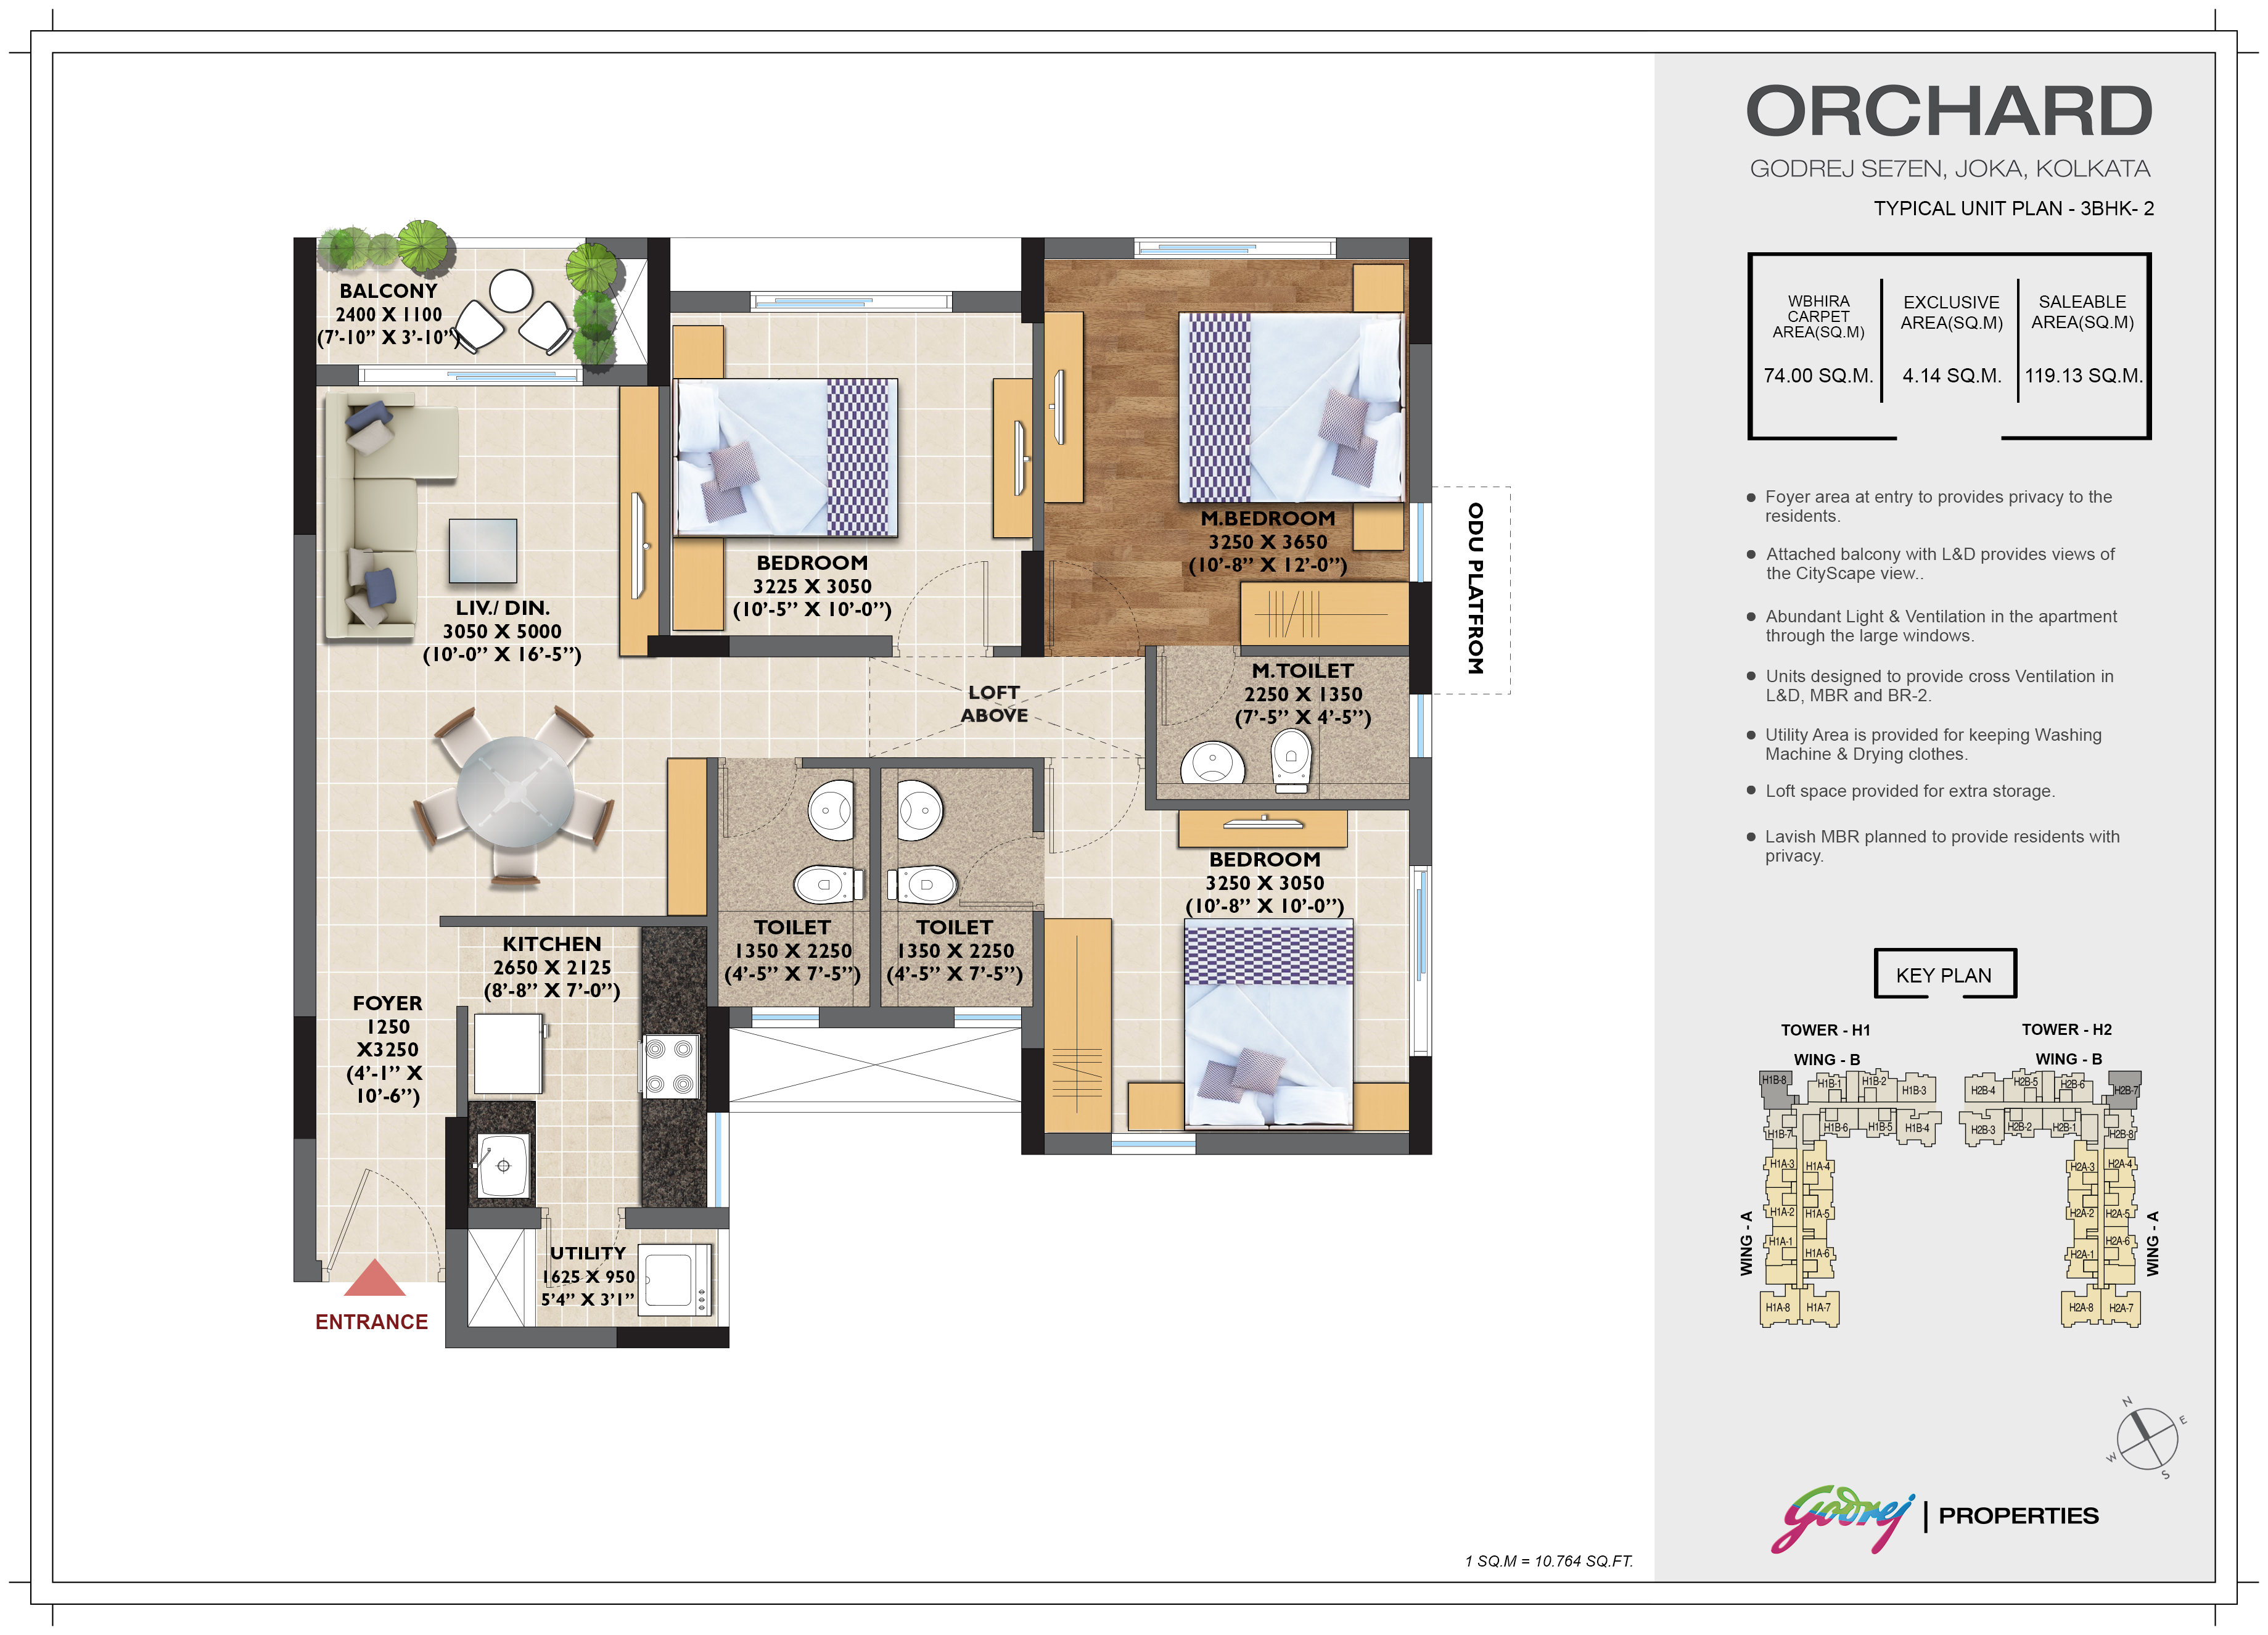 ORCHARD
GODREJ SE7EN, JOKA, KOLKATA
TYPICAL UNIT PLAN - 3BHK- 2
WBHIRA
CARPET
AREA(SQ.M)
74.00 SQ.M.
EXCLUSIVE
AREA(SQ.M)
4.14 SQ.M.
SALEABLE
AREA(SQ.M)
119.13 SQ.M.
Foyer area at entry to provides privacy to the
residents.
Attached balcony with L&D provides views of
the CityScape view..
Abundant Light & Ventilation in the apartment
through the large windows.
Units designed to provide cross Ventilation in
L&D, MBR and BR-2.
Utility Area is provided for keeping Washing
Machine & Drying clothes.
Loft space provided for extra storage.
Lavish MBR planned to provide residents with
privacy.
BALCONY
2400 X 1100
(7'-10” X 3'-10”)
LIV./ DIN.
3050 X 5000
(10'-0” X 16'-5”)
BEDROOM
3225 X 3050
(10'-5” X 10'-0”)
M.BEDROOM
3250 X 3650
(10'-8” X 12'-0”)
ODU PLATFROM
LOFT
ABOVE
M.TOILET
2250 X 1350
(7'-5” X 4'-5”)
BEDROOM
3250 X 3050
(10'-8” X 10'-0”)
TOILET
1350 X 2250
(4'-5” X 7'-5”)
TOILET
1350 X 2250
(4'-5” X 7'-5”)
KITCHEN
2650 X 2125
(8'-8” X 7'-0”)
FOYER
1250
X3250
(4'-1” X
10'-6”)
UTILITY
1625 X 950
5'4” X 3'1”
ENTRANCE
KEY PLAN
TOWER - H1
WING - B
H1B-8
H1B-1
H1B-2
H1B-3
H1B-7
H1B-6
H1B-5
H1B-4
H1A-3
H1A-4
H1A-2
H1A-5
H1A-1
H1A-6
H1A-8
H1A-7
WING - A
TOWER - H2
WING - B
H2B-4
H2B-5
H2B-6
H2B-7
H2B-3
H2B-2
H2B-1
H2B-8
H2A-3
H2A-4
H2A-2
H2A-5
H2A-1
H2A-6
H2A-8
H2A-7
WING - A
N
E
W
S
Godrej | PROPERTIES
1 SQ.M = 10.764 SQ.FT.